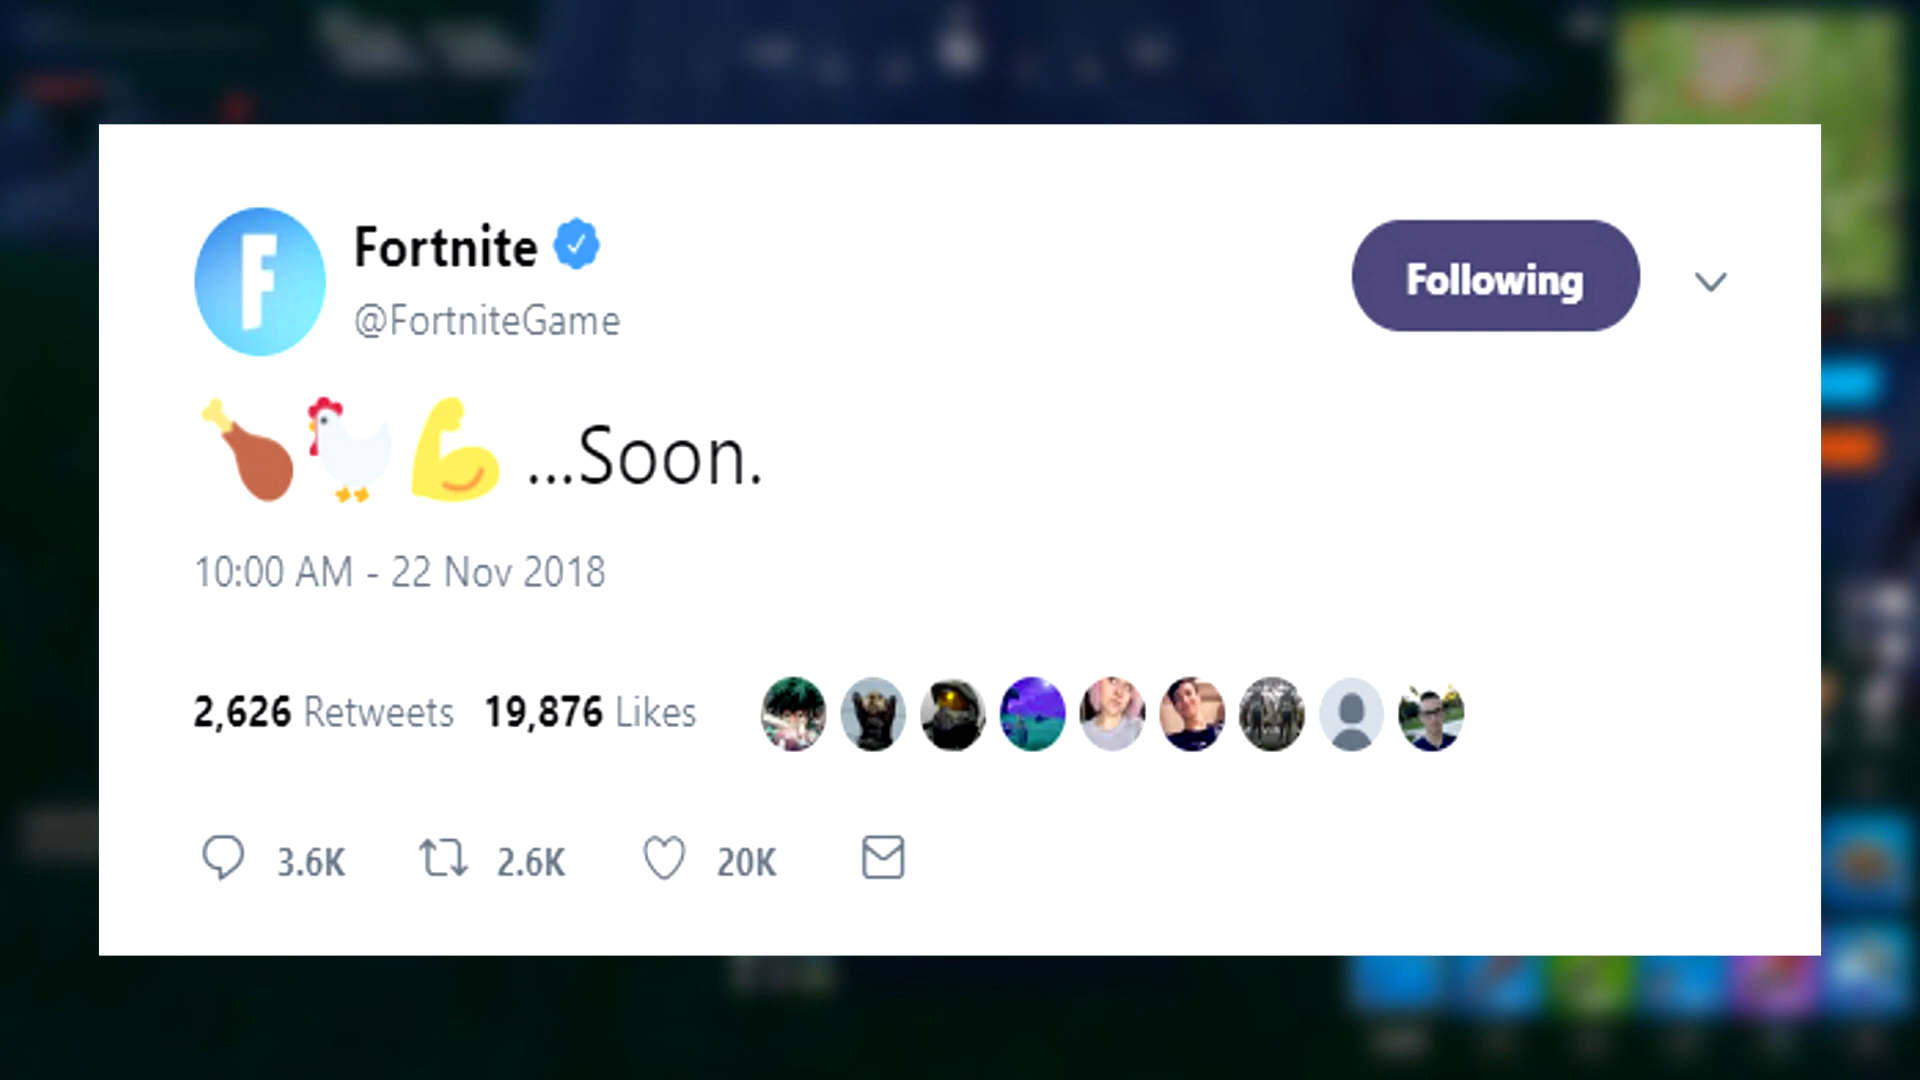 Fortnite
@FortniteGame
Following
🍗🐓💪 ...Soon.
10:00 AM - 22 Nov 2018
2,626 Retweets 19,876 Likes
3.6K 2.6K 20K